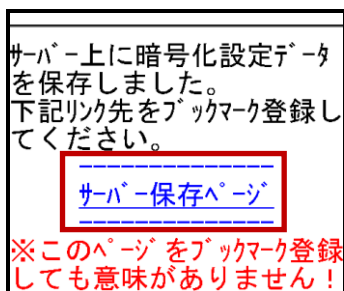 ｻｰﾊﾞｰ上に暗号化設定ﾃﾞｰﾀ
を保存しました。
下記ﾘﾝｸ先をﾌﾞｯｸﾏｰｸ登録し
てください。
--------------
ｻｰﾊﾞｰ保存ﾍﾟｰｼﾞ
--------------
※このﾍﾟｰｼﾞをﾌﾞｯｸﾏｰｸ登録
しても意味がありません！